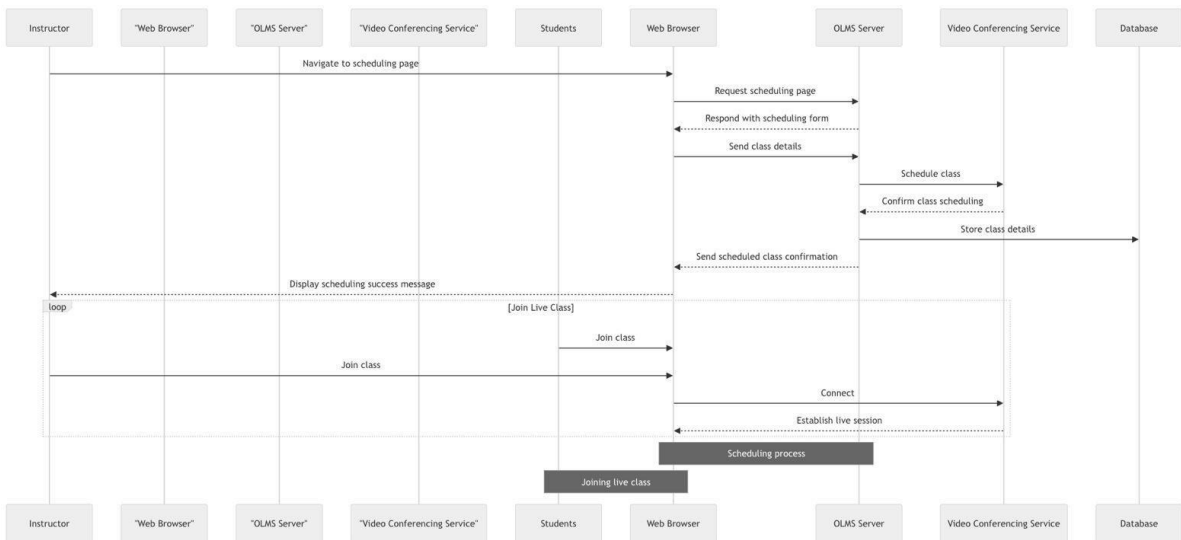 Instructor
"Web Browser"
"OLMS Server"
"Video Conferencing Service"
Students
Web Browser
OLMS Server
Video Conferencing Service
Database
Navigate to scheduling page
Request scheduling page
Respond with scheduling form
Send class details
Schedule class
Confirm class scheduling
Store class details
Send scheduled class confirmation
Display scheduling success message
loop
[Join Live Class]
Join class
Join class
Connect
Establish live session
Scheduling process
Joining live class
Instructor
"Web Browser"
"OLMS Server"
"Video Conferencing Service"
Students
Web Browser
OLMS Server
Video Conferencing Service
Database